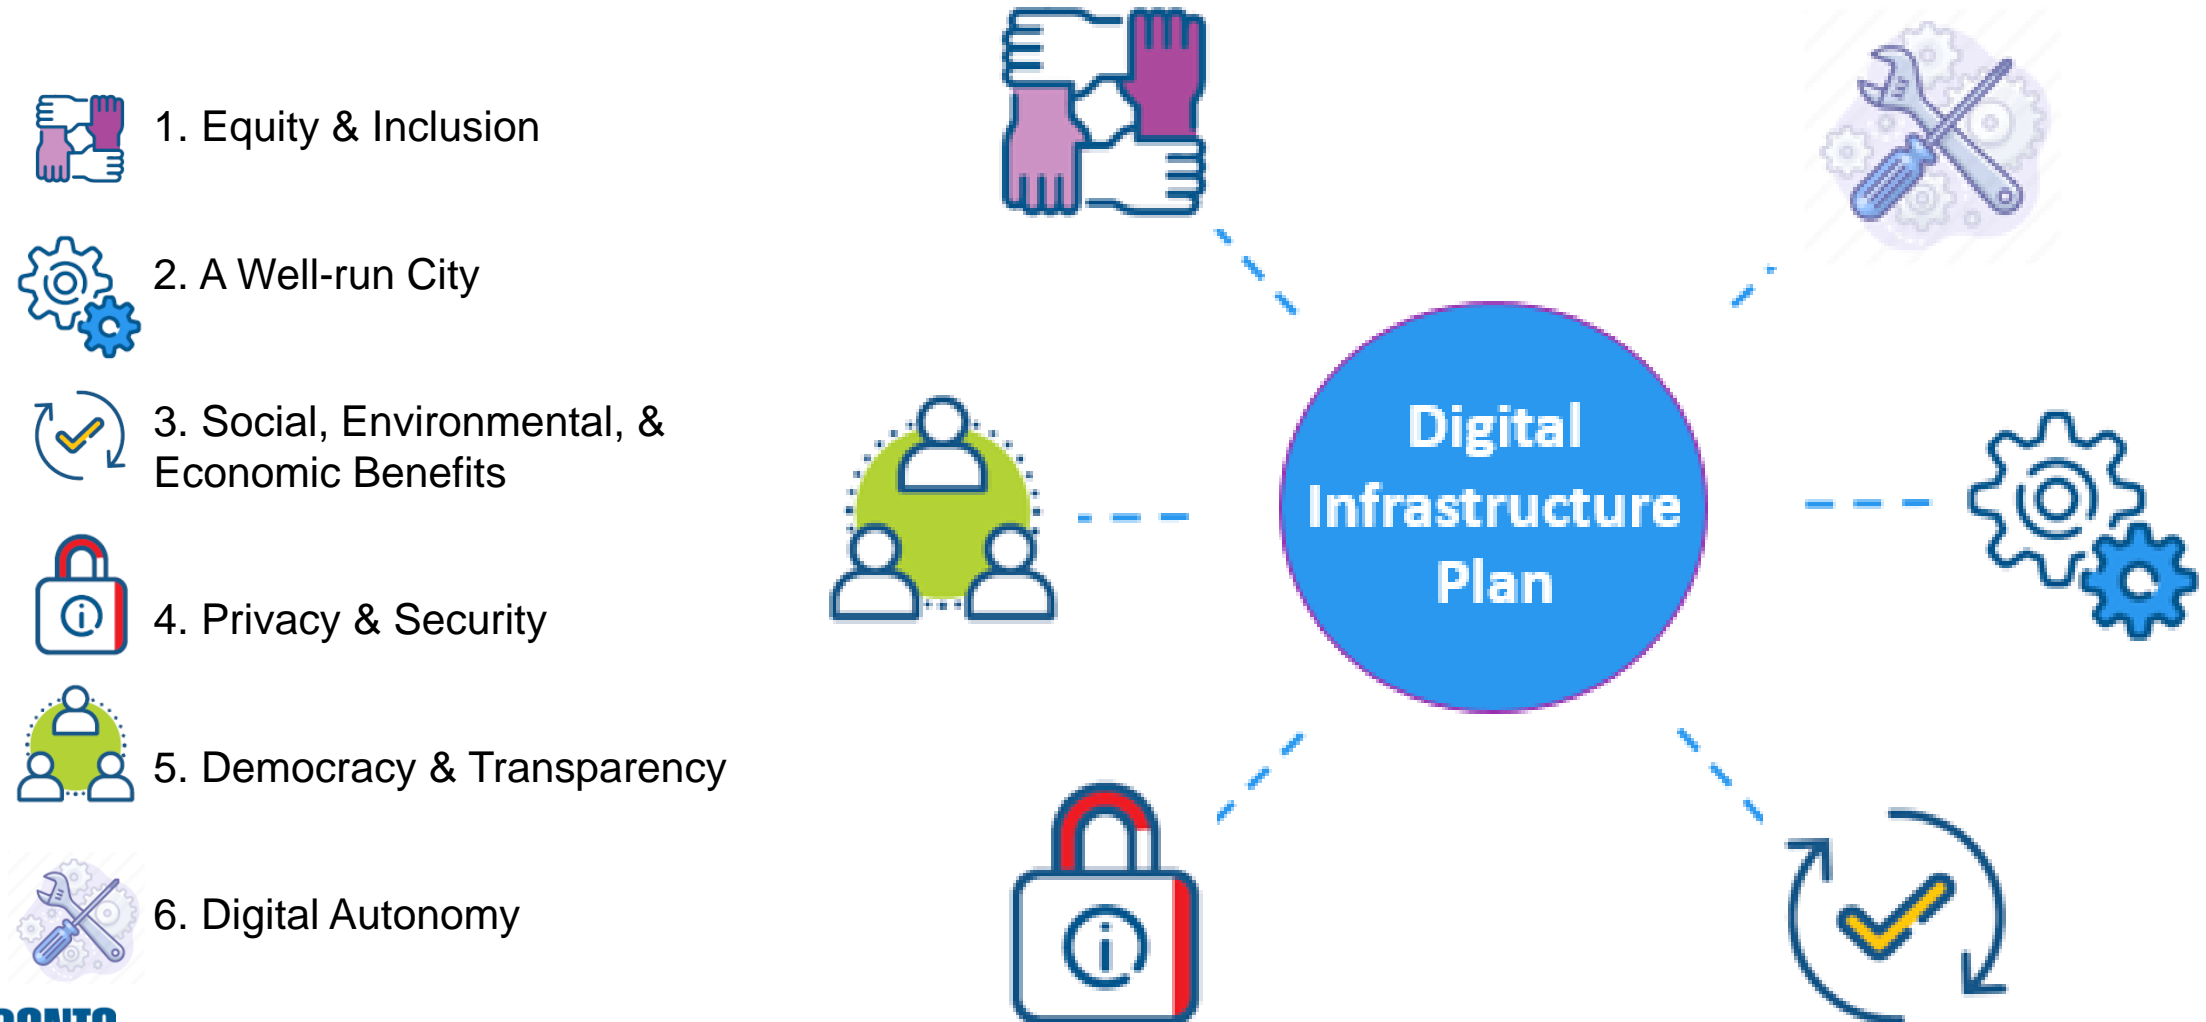 1. Equity & Inclusion
2. A Well-run City
3. Social, Environmental, &
Economic Benefits
4. Privacy & Security
5. Democracy & Transparency
6. Digital Autonomy
Digital
Infrastructure
Plan